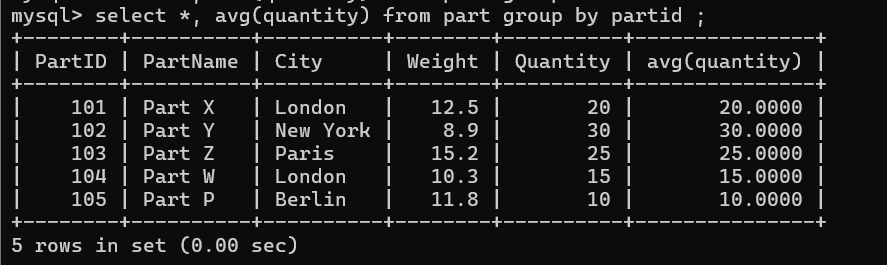 mysql> select *, avg(quantity) from part group by partid ;
+--------+----------+----------+--------+----------+---------------+
| PartID | PartName | City     | Weight | Quantity | avg(quantity) |
+--------+----------+----------+--------+----------+---------------+
|    101 | Part X   | London   |   12.5 |       20 |       20.0000 |
|    102 | Part Y   | New York |    8.9 |       30 |       30.0000 |
|    103 | Part Z   | Paris    |   15.2 |       25 |       25.0000 |
|    104 | Part W   | London   |   10.3 |       15 |       15.0000 |
|    105 | Part P   | Berlin   |   11.8 |       10 |       10.0000 |
+--------+----------+----------+--------+----------+---------------+
5 rows in set (0.00 sec)